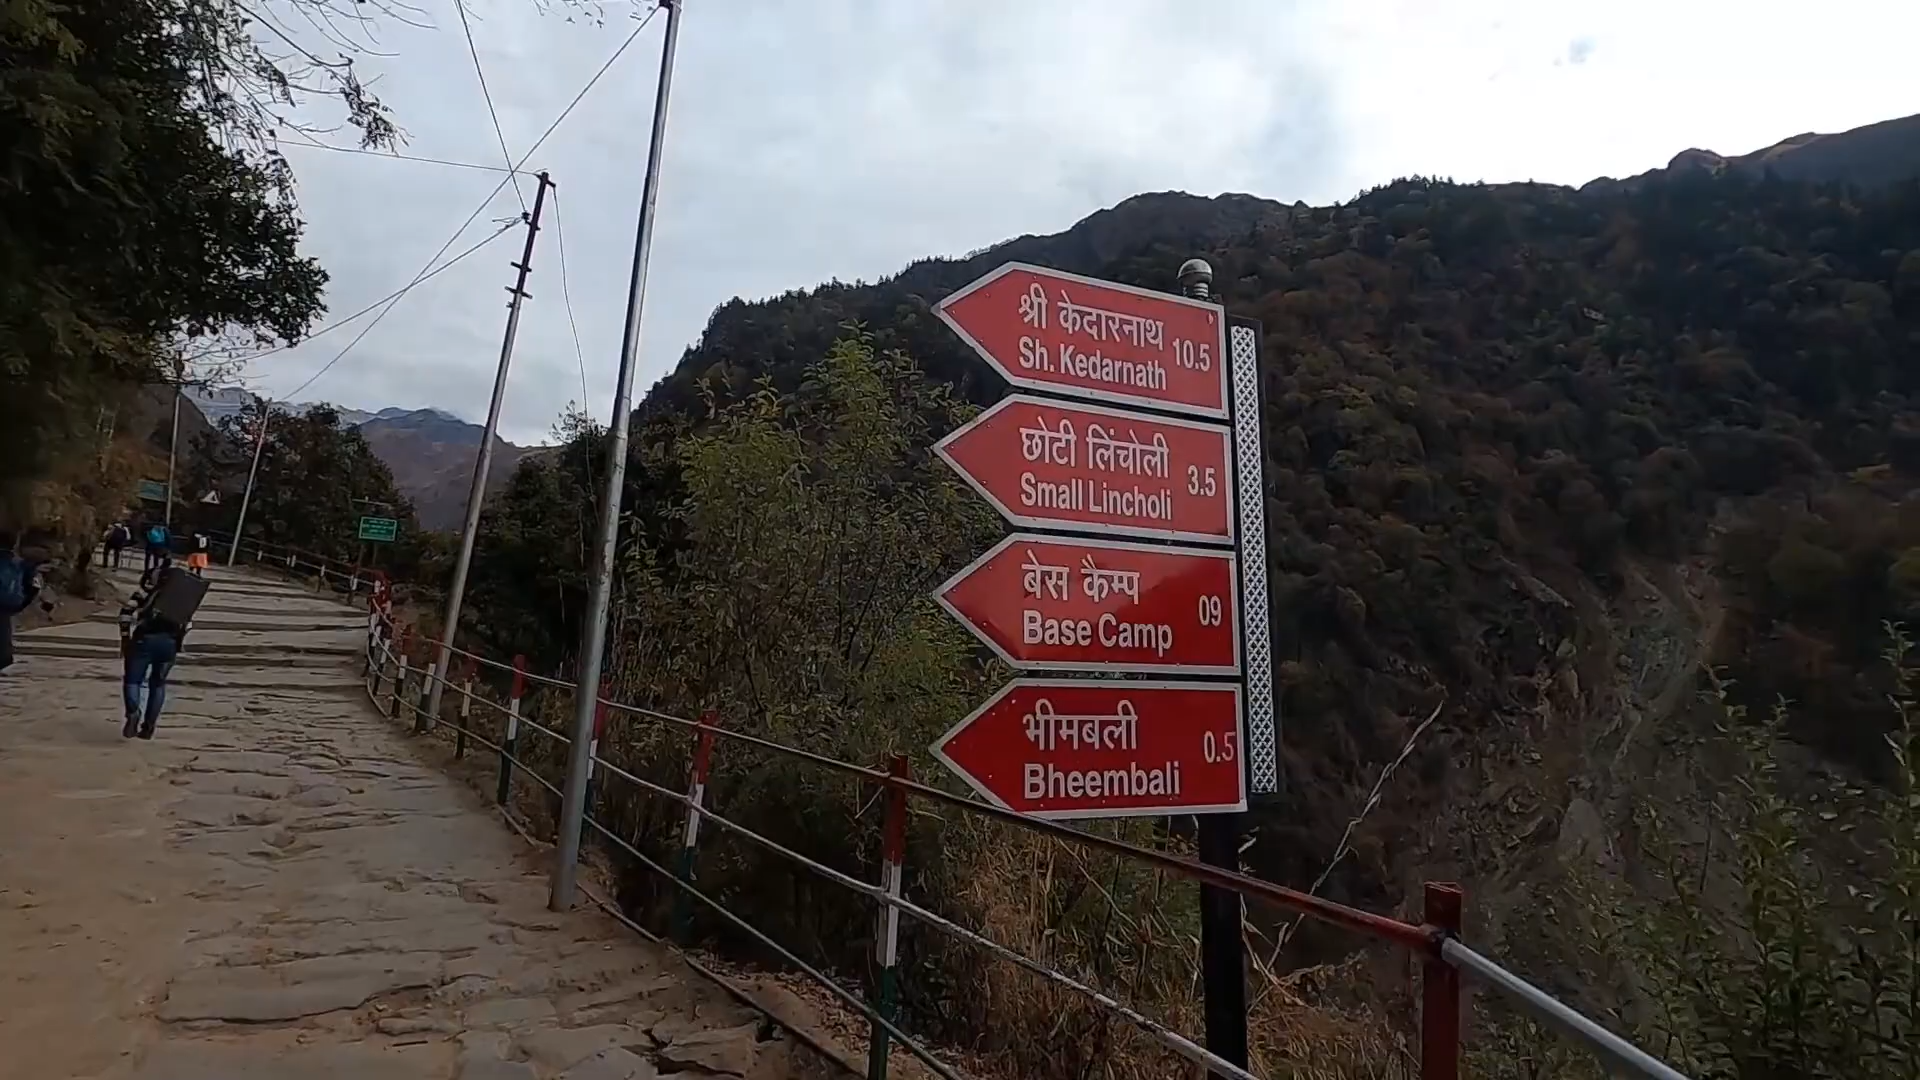 श्री केदारनाथ 10.5
Sh. Kedarnath
छोटी लिंचोली 3.5
Small Lincholi
बेस कैम्प 09
Base Camp
भीमबली 0.5
Bheembali